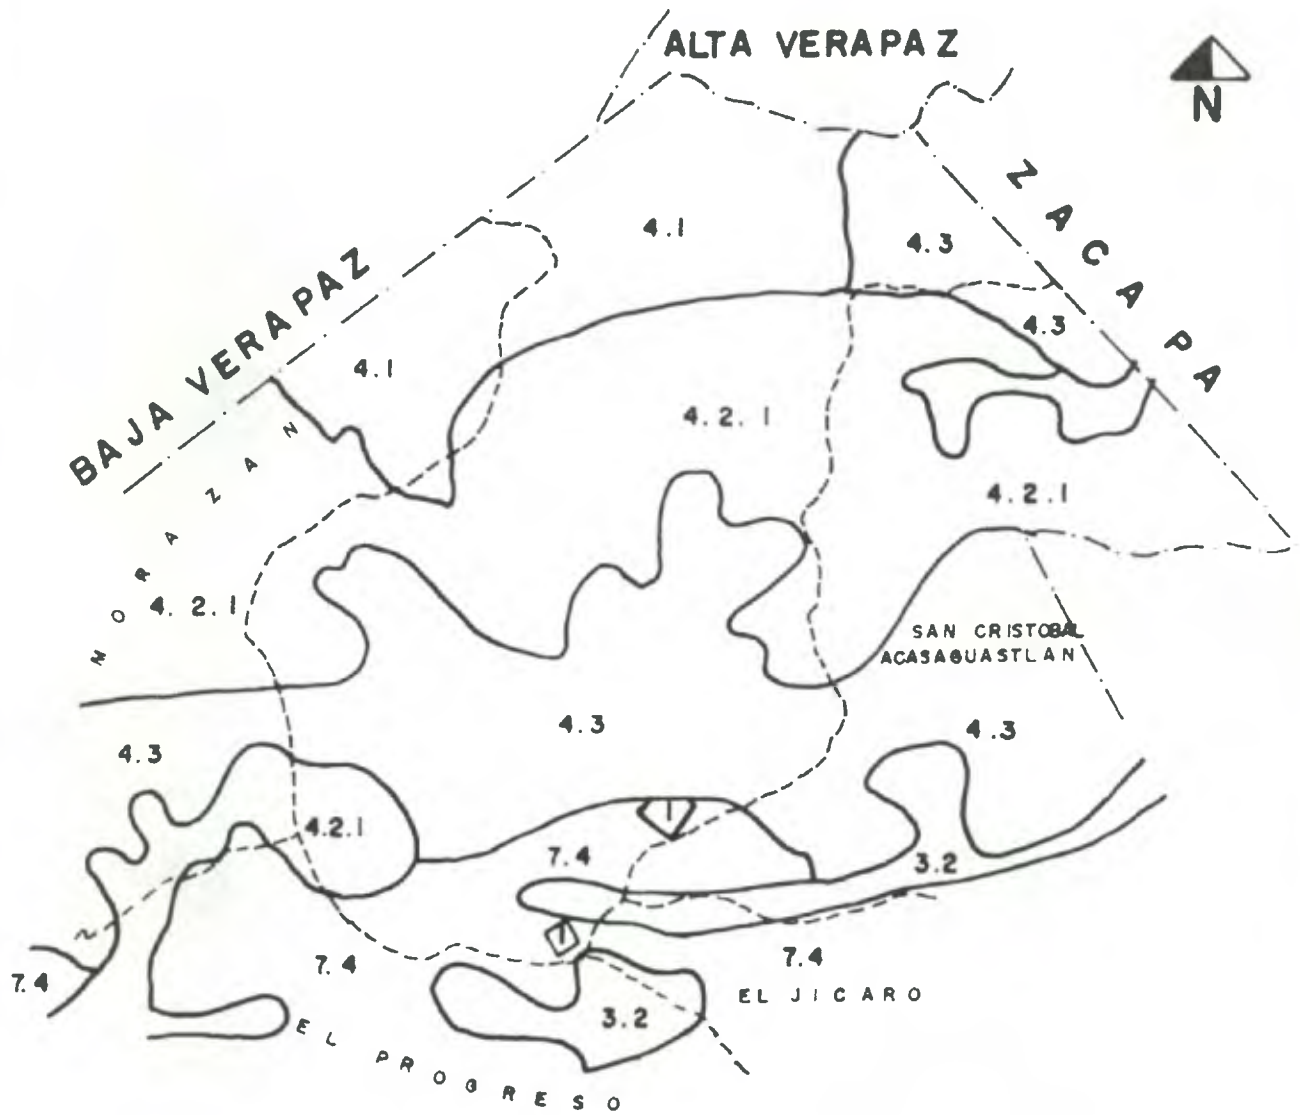 ALTA VERAPAZ
N
ZACAPA
4.1
4.3
BAJA VERAPAZ
4.3
4.1
4.2.1
MORAZAN
4.2.1
4.2.1
SAN CRISTOBAL
ACASAGUASTLAN
4.3
4.3
4.3
1
4.2.1
7.4
3.2
1
7.4
7.4
7.4
EL JICARO
3.2
EL PROGRESO